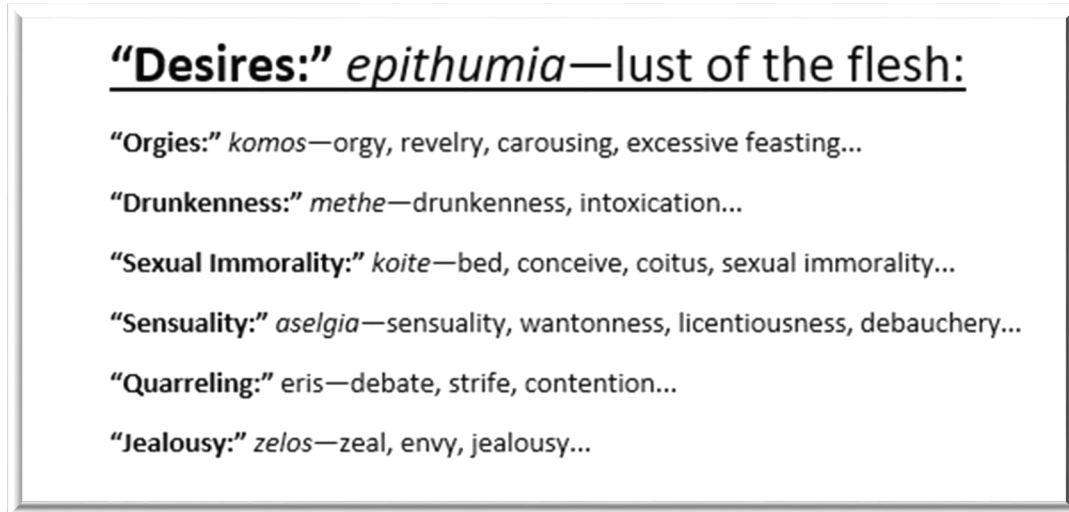 “Desires:” epithumia—lust of the flesh:
“Orgies:” komos—orgy, revelry, carousing, excessive feasting...
“Drunkenness:” methe—drunkenness, intoxication...
“Sexual Immorality:” koite—bed, conceive, coitus, sexual immorality...
“Sensuality:” aselgia—sensuality, wantonness, licentiousness, debauchery...
“Quarreling:” eris—debate, strife, contention...
“Jealousy:” zelos—zeal, envy, jealousy...